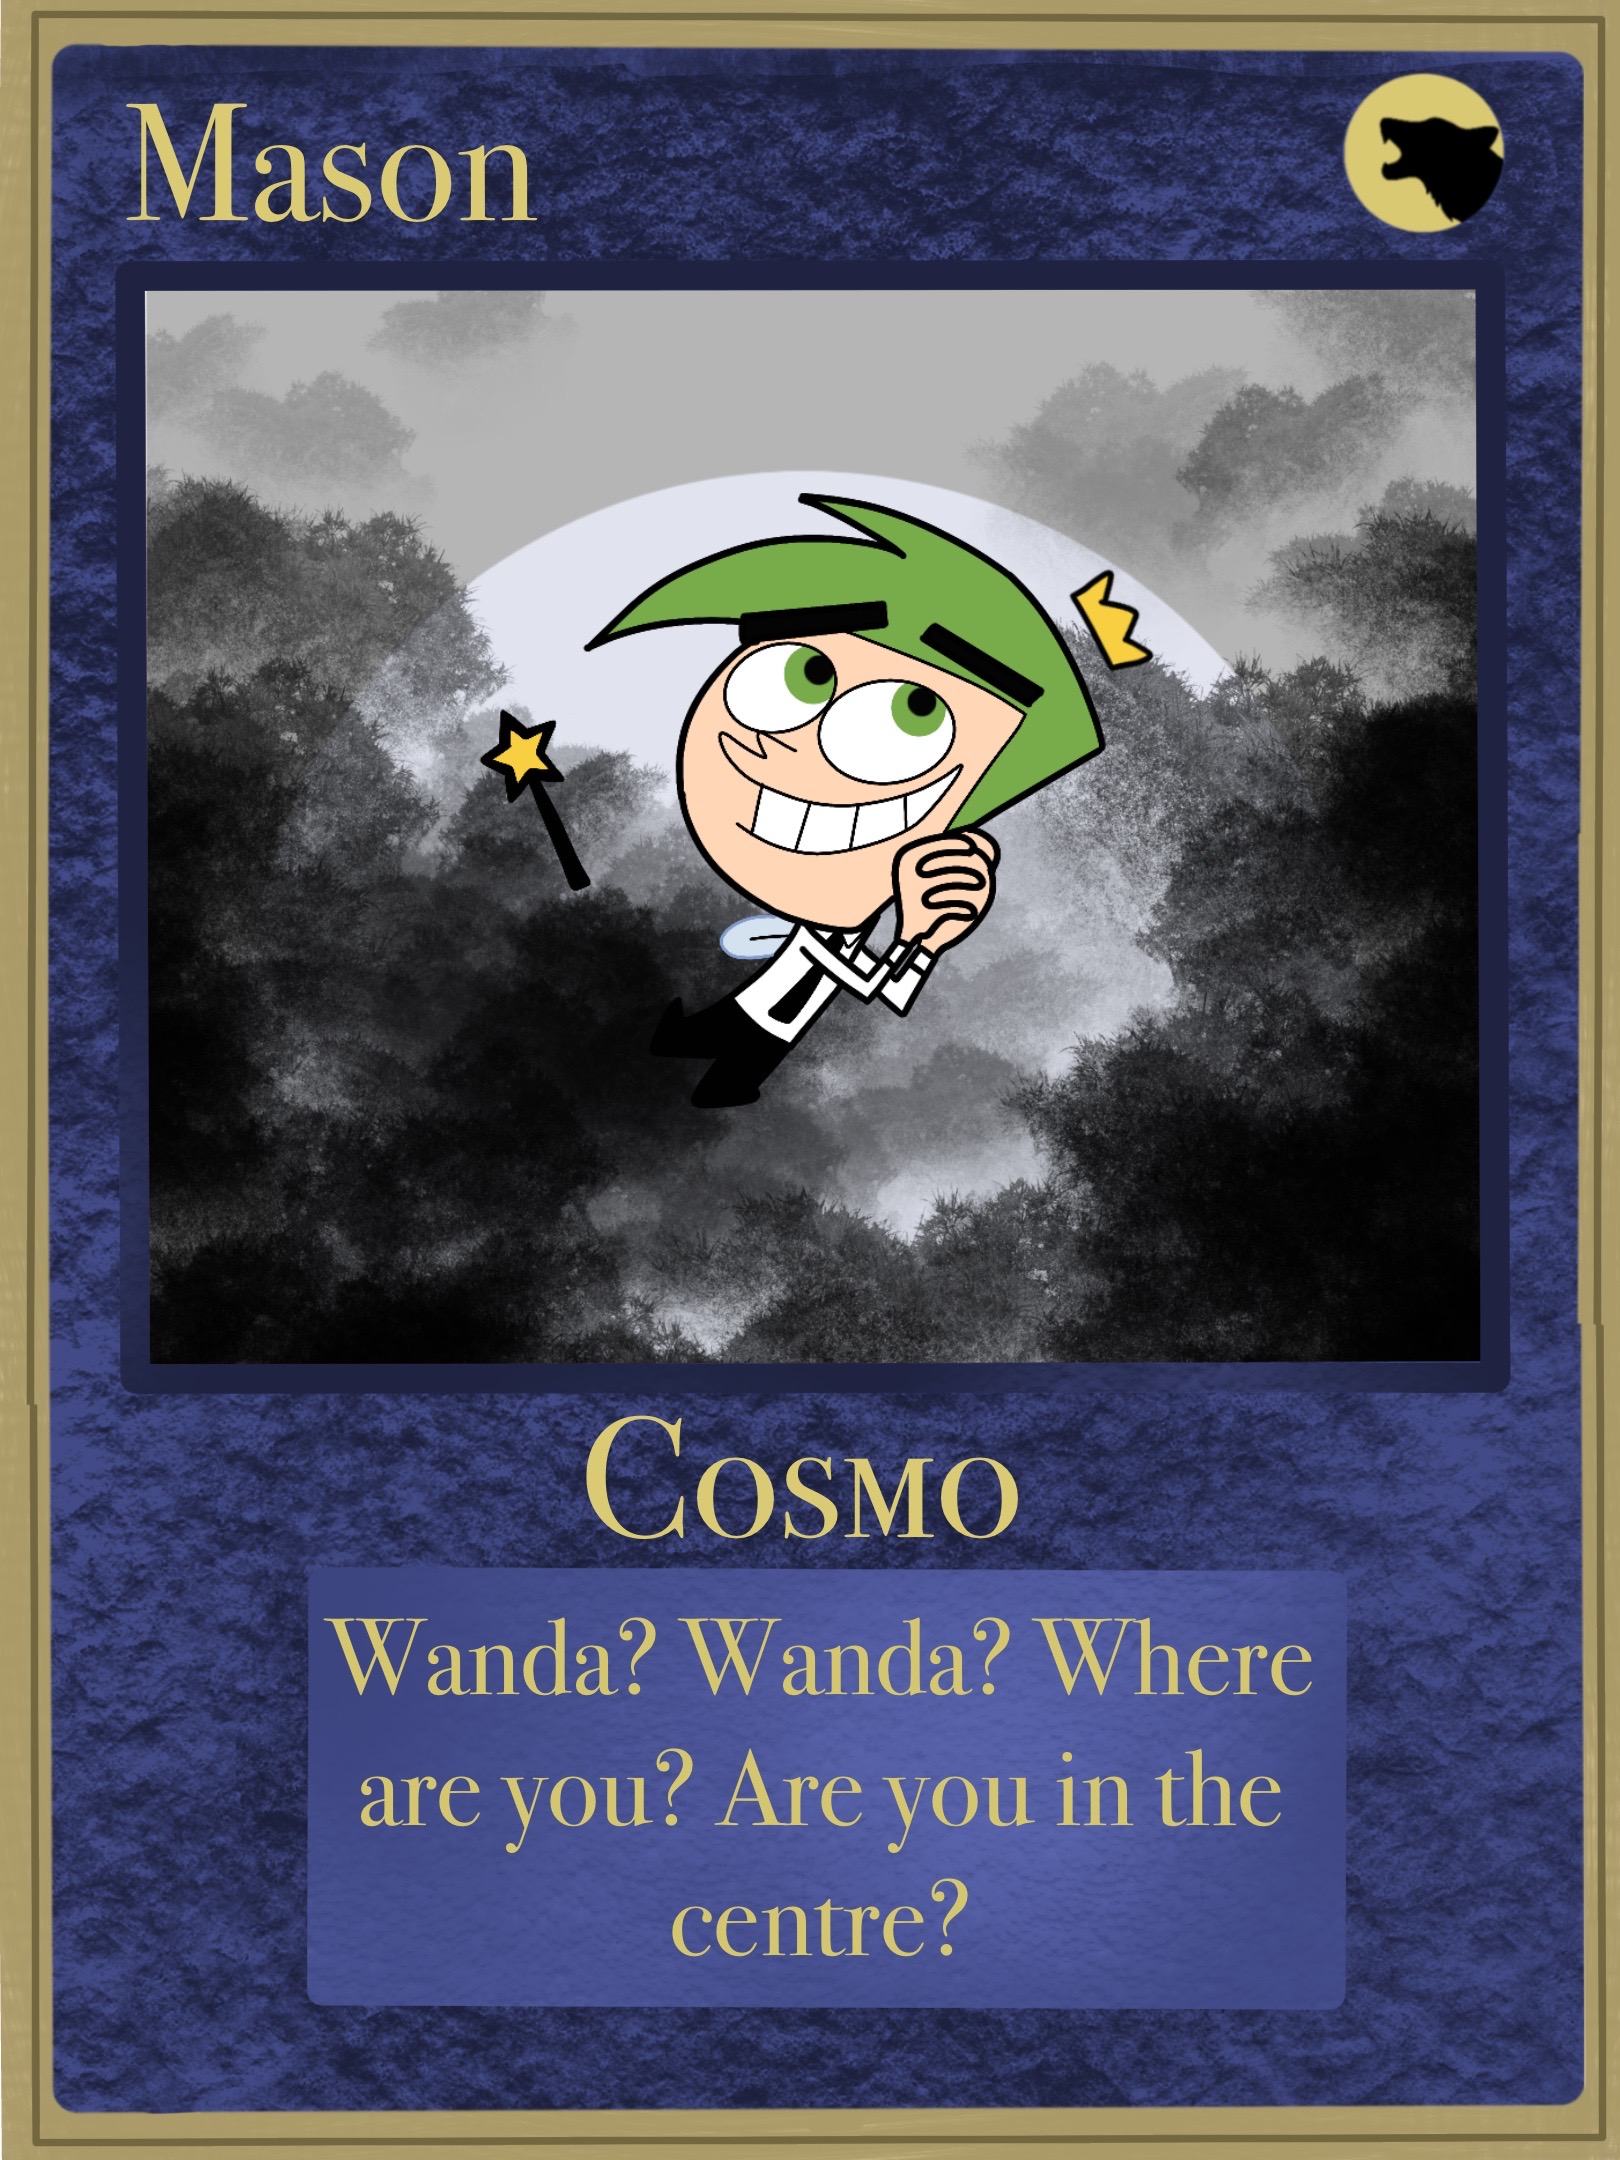 Mason
Cosmo
Wanda? Wanda? Where
are you? Are you in the
centre?